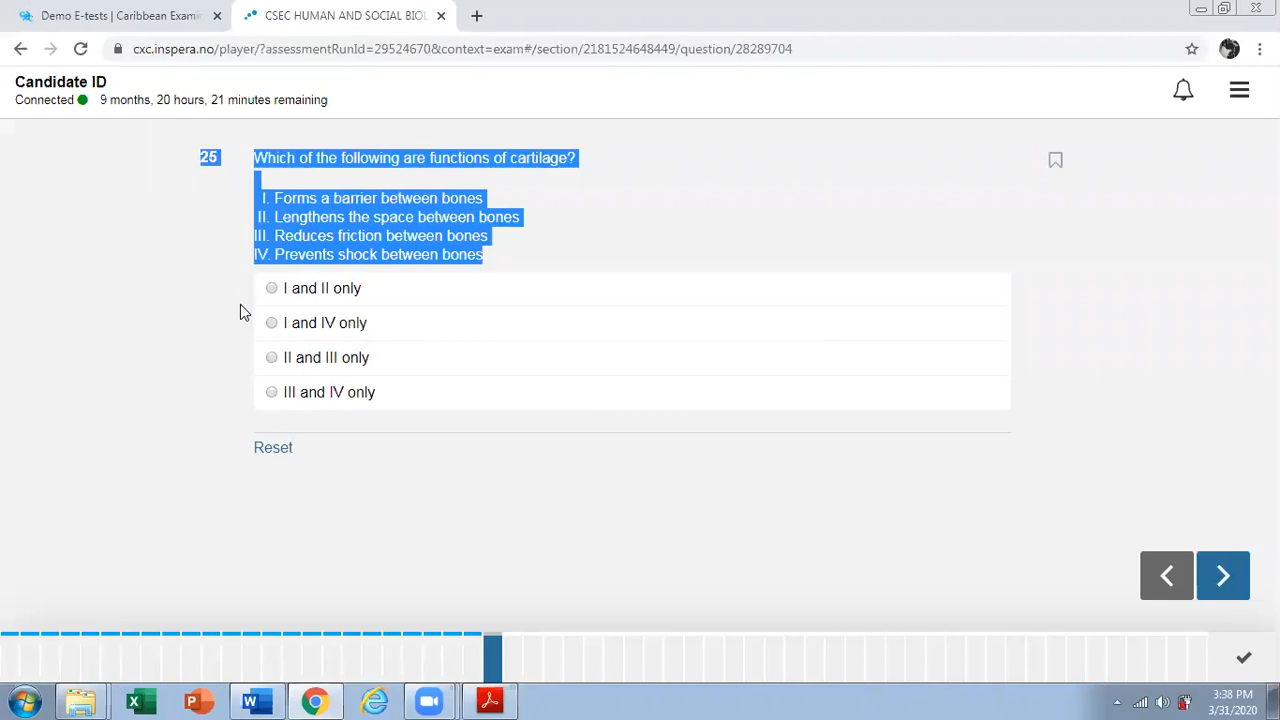 Demo E-tests | Caribbean Examin
CSEC HUMAN AND SOCIAL BIOL
cxc.inspera.no/player/?assessmentRunId=29524670&context=exam#/section/2181524648449/question/28289704
Candidate ID
Connected 9 months, 20 hours, 21 minutes remaining
25 Which of the following are functions of cartilage?
I. Forms a barrier between bones
II. Lengthens the space between bones
III. Reduces friction between bones
IV. Prevents shock between bones
I and II only
I and IV only
II and III only
III and IV only
Reset
3:38 PM
3/31/2020